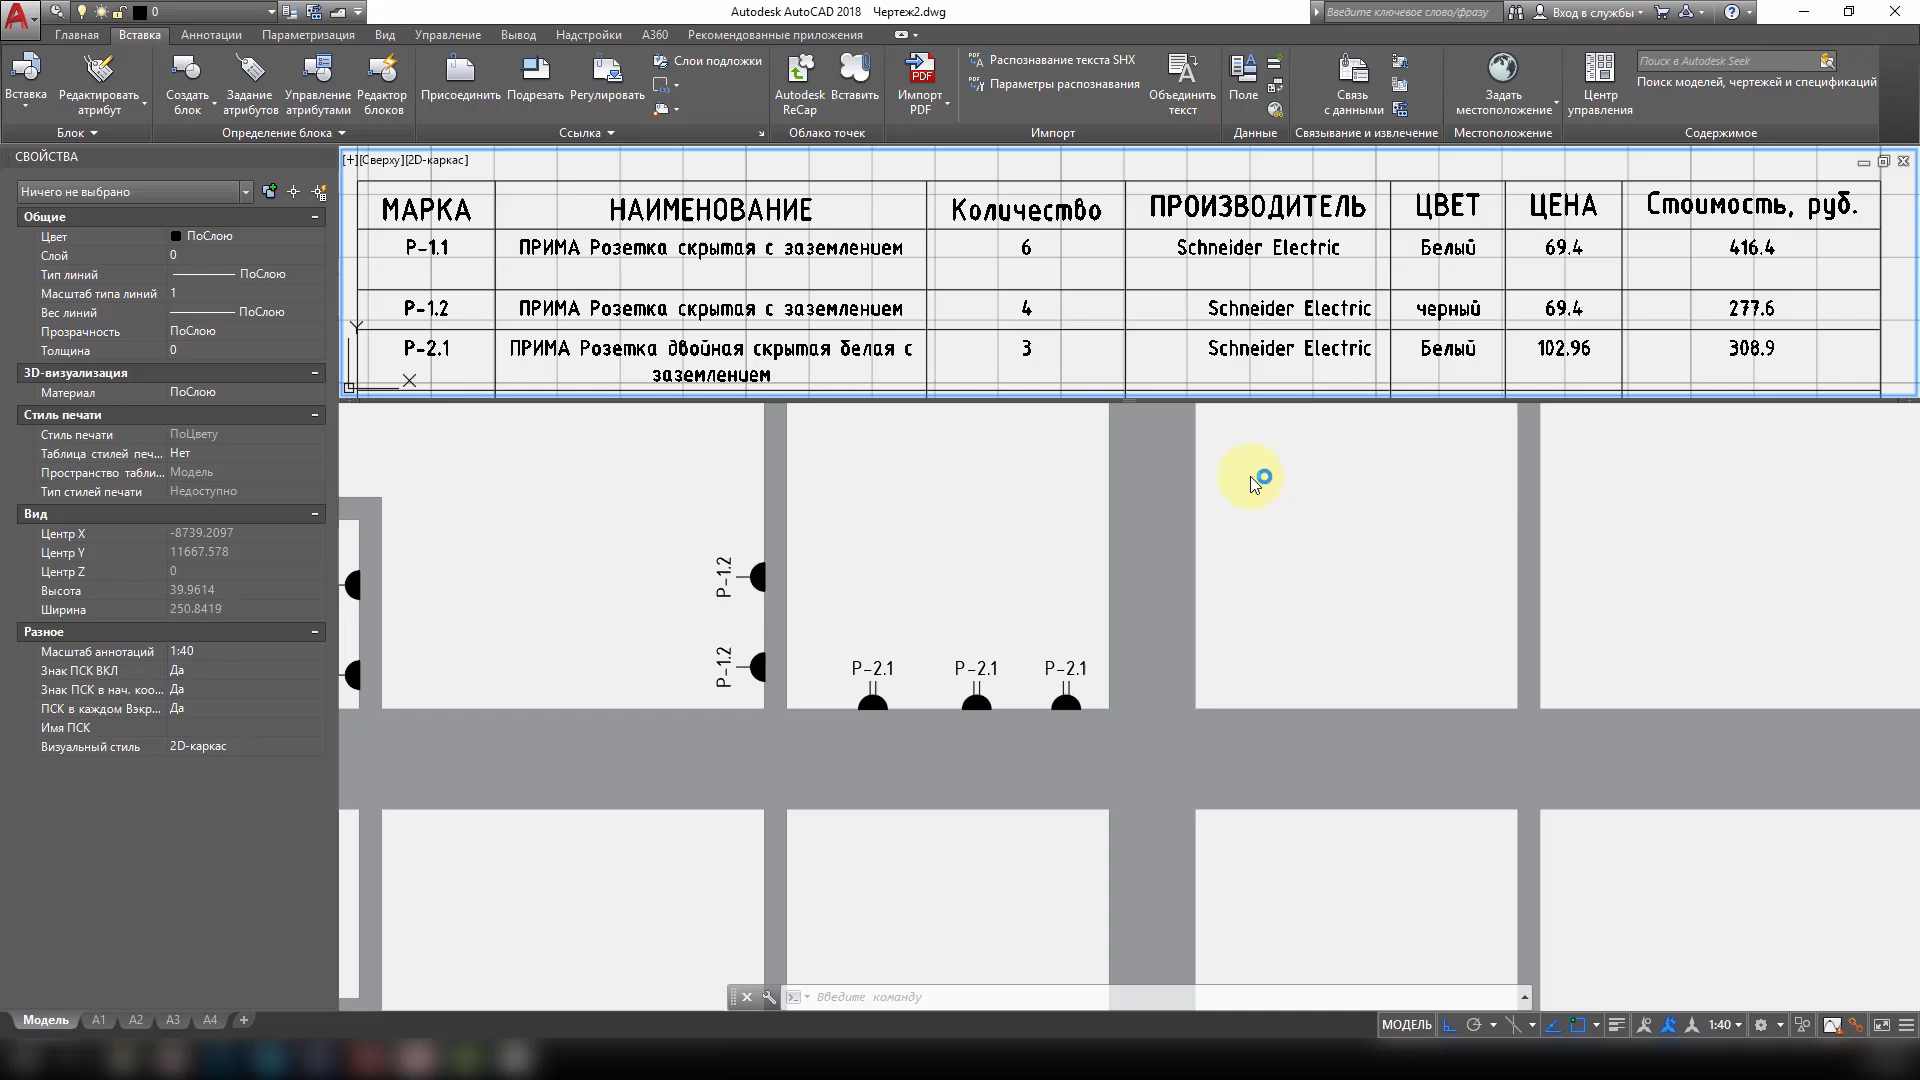 0
Autodesk AutoCAD 2018 Чертеж2.dwg
Введите ключевое слово/фразу
Вход в службы
Главная Вставка Аннотации Параметризация Вид Управление Вывод Надстройки A360 Рекомендованные приложения
Вставка
Редактировать атрибут
Блок
Создать блок
Задание атрибутов
Управление атрибутами
Редактор блоков
Определение блока
Присоединить
Подрезать
Регулировать
Слои подложки
Ссылка
Autodesk ReCap
Вставить
Облако точек
PDF
Импорт PDF
Распознавание текста SHX
Параметры распознавания
Объединить текст
Импорт
Поле
Данные
Связь с данными
Связывание и извлечение
Задать местоположение
Местоположение
Центр управления
Поиск в Autodesk Seek
Поиск моделей, чертежей и спецификаций
Содержимое
СВОЙСТВА
Ничего не выбрано
Общие
Цвет ПоСлою
Слой 0
Тип линий ПоСлою
Масштаб типа линий 1
Вес линий ПоСлою
Прозрачность ПоСлою
Толщина 0
3D-визуализация
Материал ПоСлою
Стиль печати
Стиль печати ПоЦвету
Таблица стилей печ... Нет
Пространство табли... Модель
Тип стилей печати Недоступно
Вид
Центр X -8739.2097
Центр Y 11667.578
Центр Z 0
Высота 39.9614
Ширина 250.8419
Разное
Масштаб аннотаций 1:40
Знак ПСК ВКЛ Да
Знак ПСК в нач. коо... Да
ПСК в каждом Вэкр... Да
Имя ПСК
Визуальный стиль 2D-каркас
[+][Сверху][2D-каркас]
МАРКА НАИМЕНОВАНИЕ Количество ПРОИЗВОДИТЕЛЬ ЦВЕТ ЦЕНА Стоимость, руб.
Р-1.1 ПРИМА Розетка скрытая с заземлением 6 Schneider Electric Белый 69.4 416.4
Р-1.2 ПРИМА Розетка скрытая с заземлением 4 Schneider Electric черный 69.4 277.6
Р-2.1 ПРИМА Розетка двойная скрытая белая с 3 Schneider Electric Белый 102.96 308.9
заземлением
Y
X
Р-1.2
Р-1.2
Р-2.1 Р-2.1 Р-2.1
Введите команду
Модель A1 A2 A3 A4 +
МОДЕЛЬ 1:40